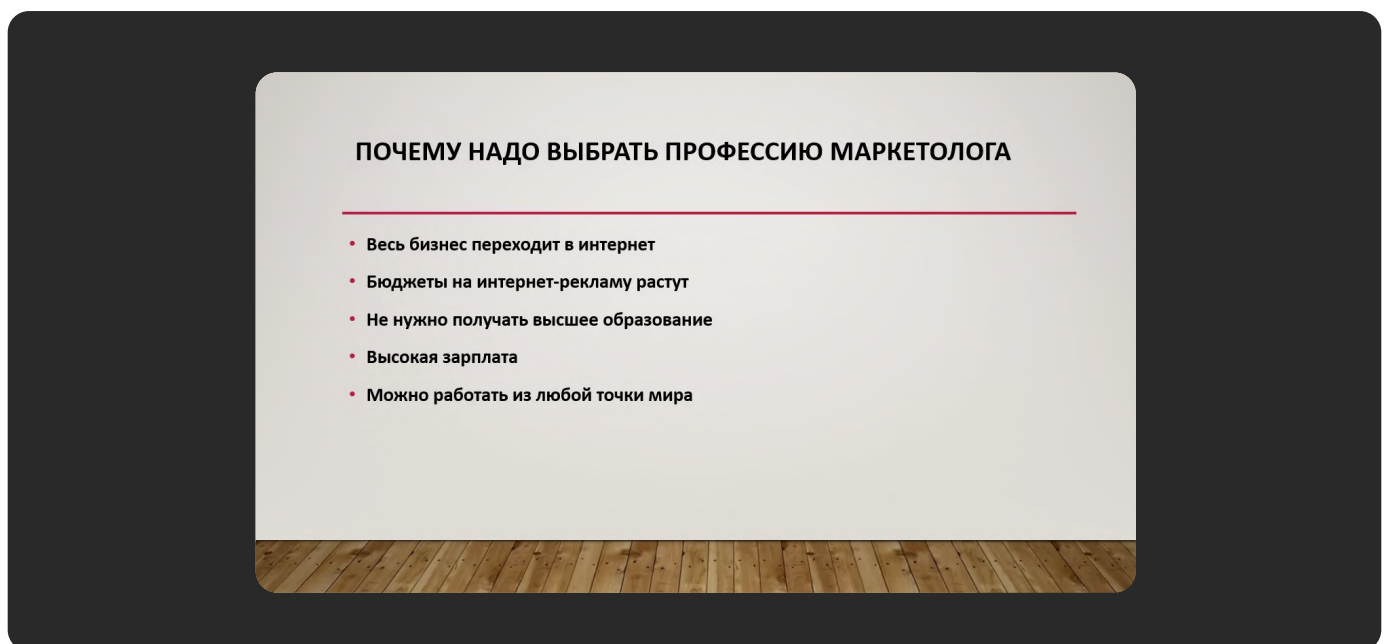 ПОЧЕМУ НАДО ВЫБРАТЬ ПРОФЕССИЮ МАРКЕТОЛОГА
• Весь бизнес переходит в интернет
• Бюджеты на интернет-рекламу растут
• Не нужно получать высшее образование
• Высокая зарплата
• Можно работать из любой точки мира